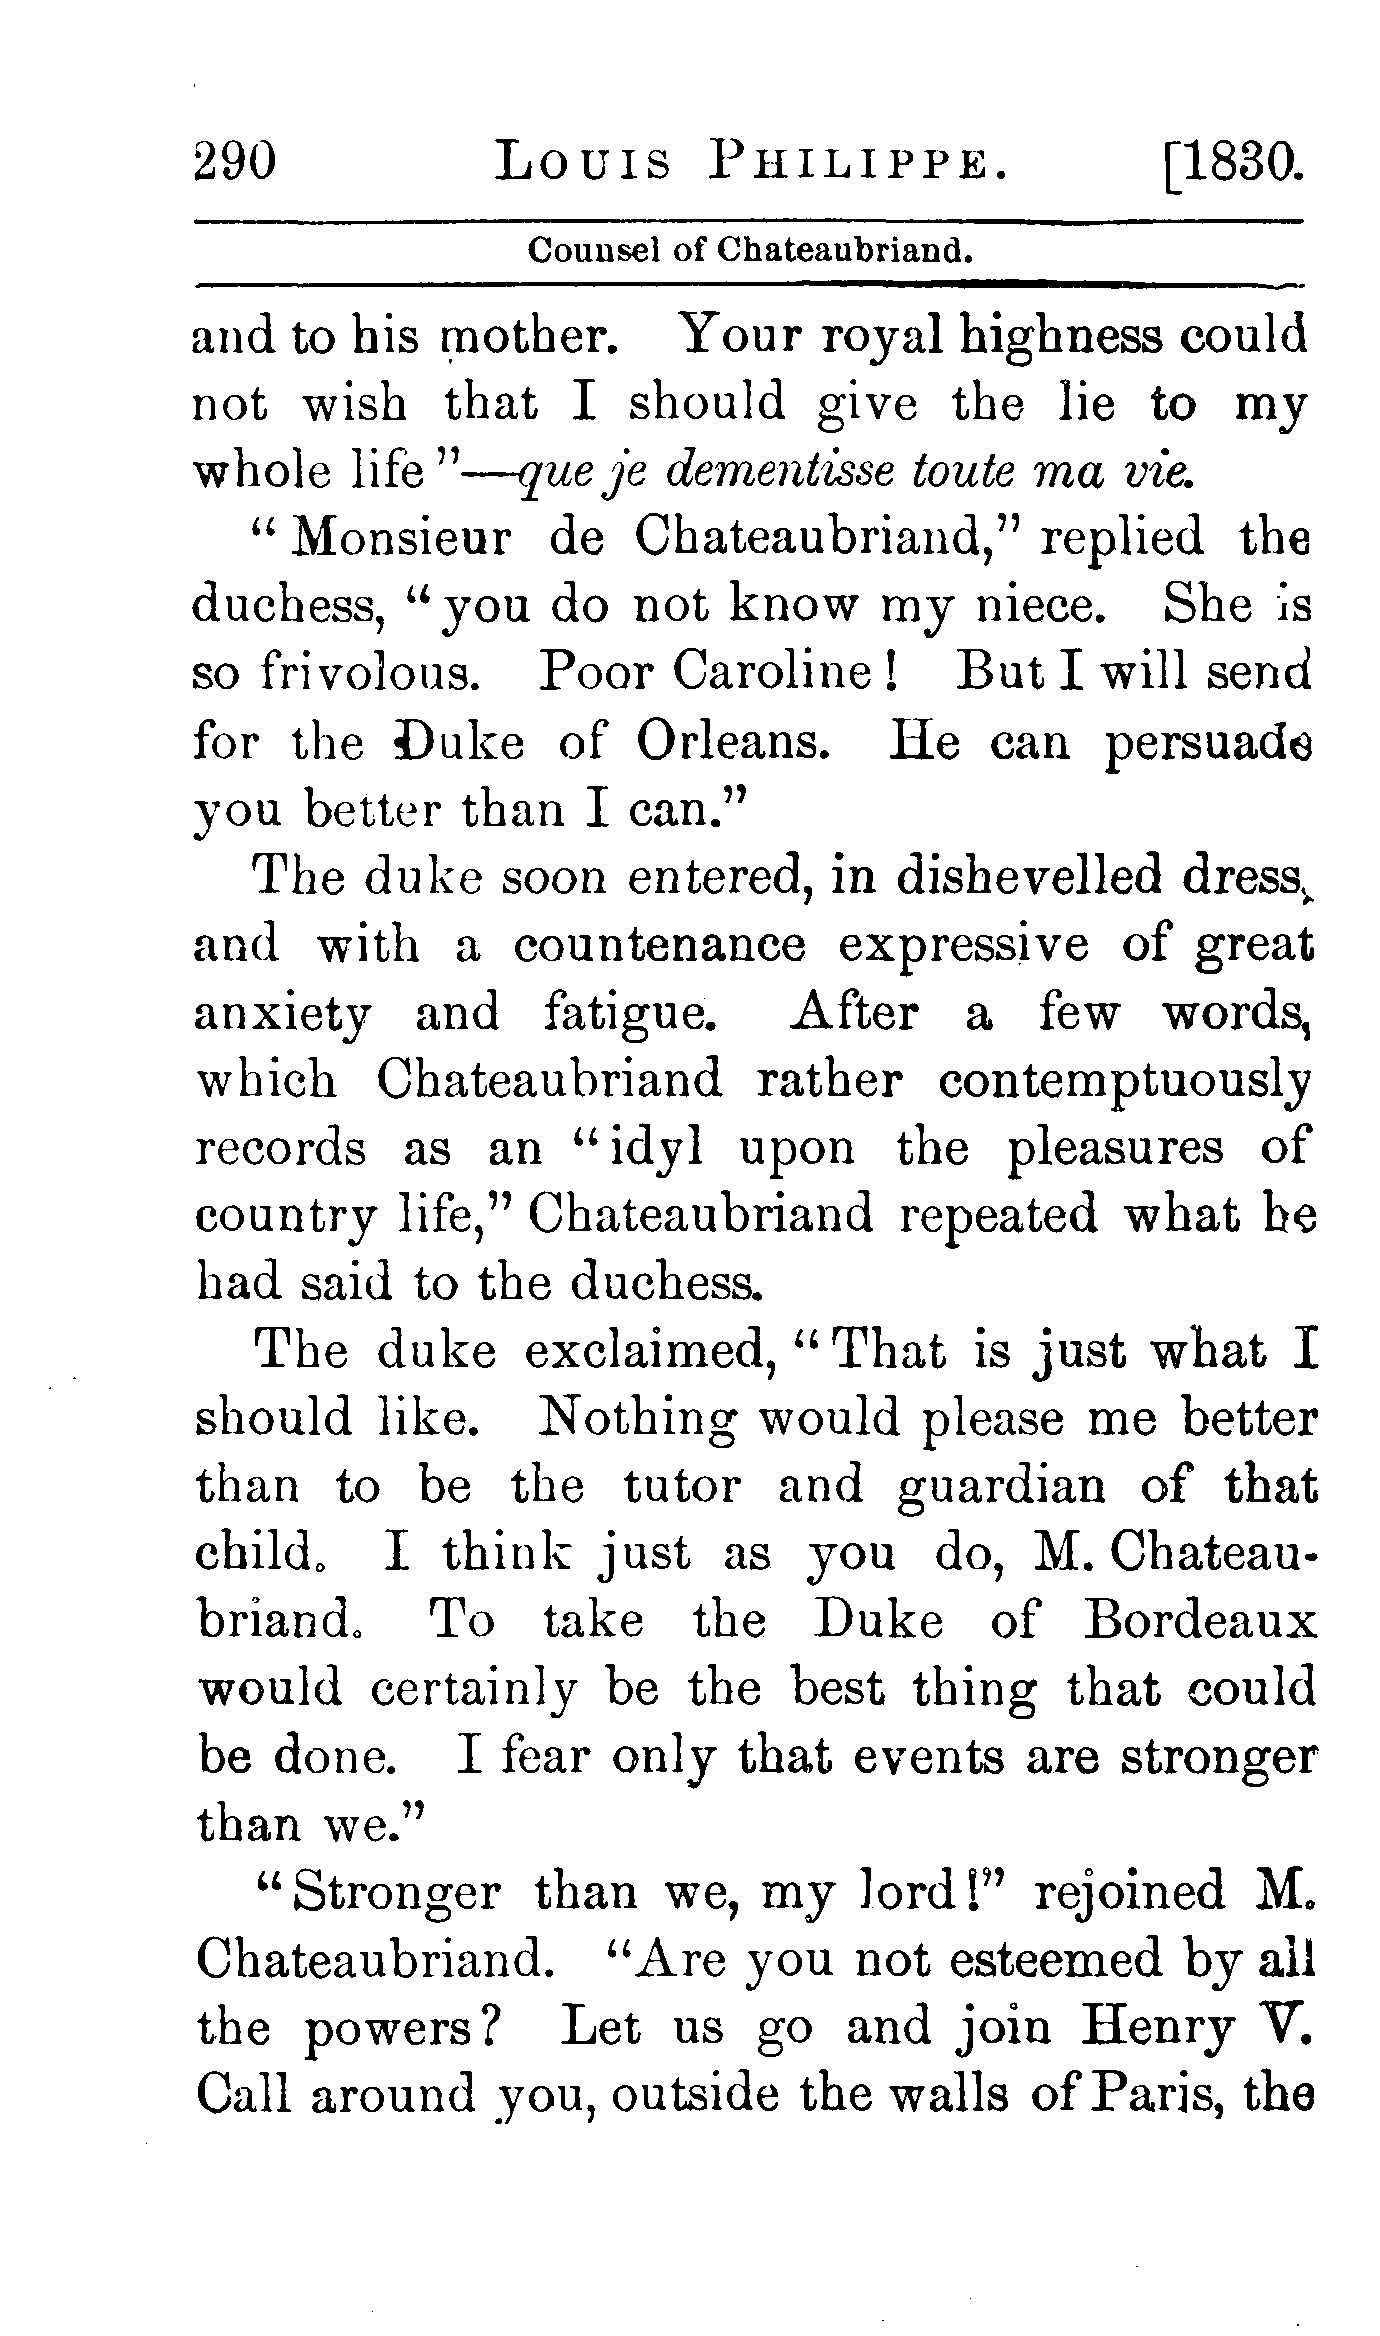 290 LOUIS PHILIPPE. [1830.
Counsel of Chateaubriand.
and to his mother. Your royal highness could
not wish that I should give the lie to my
whole life"—que je dementisse toute ma vie.
"Monsieur de Chateaubriand," replied the
duchess, "you do not know my niece. She is
so frivolous. Poor Caroline! But I will send
for the Duke of Orleans. He can persuade
you better than I can."
The duke soon entered, in dishevelled dress,
and with a countenance expressive of great
anxiety and fatigue. After a few words,
which Chateaubriand rather contemptuously
records as an "idyl upon the pleasures of
country life," Chateaubriand repeated what he
had said to the duchess.
The duke exclaimed, "That is just what I
should like. Nothing would please me better
than to be the tutor and guardian of that
child. I think just as you do, M. Chateau-
briand. To take the Duke of Bordeaux
would certainly be the best thing that could
be done. I fear only that events are stronger
than we."
"Stronger than we, my lord!" rejoined M.
Chateaubriand. "Are you not esteemed by all
the powers? Let us go and join Henry V.
Call around you, outside the walls of Paris, the